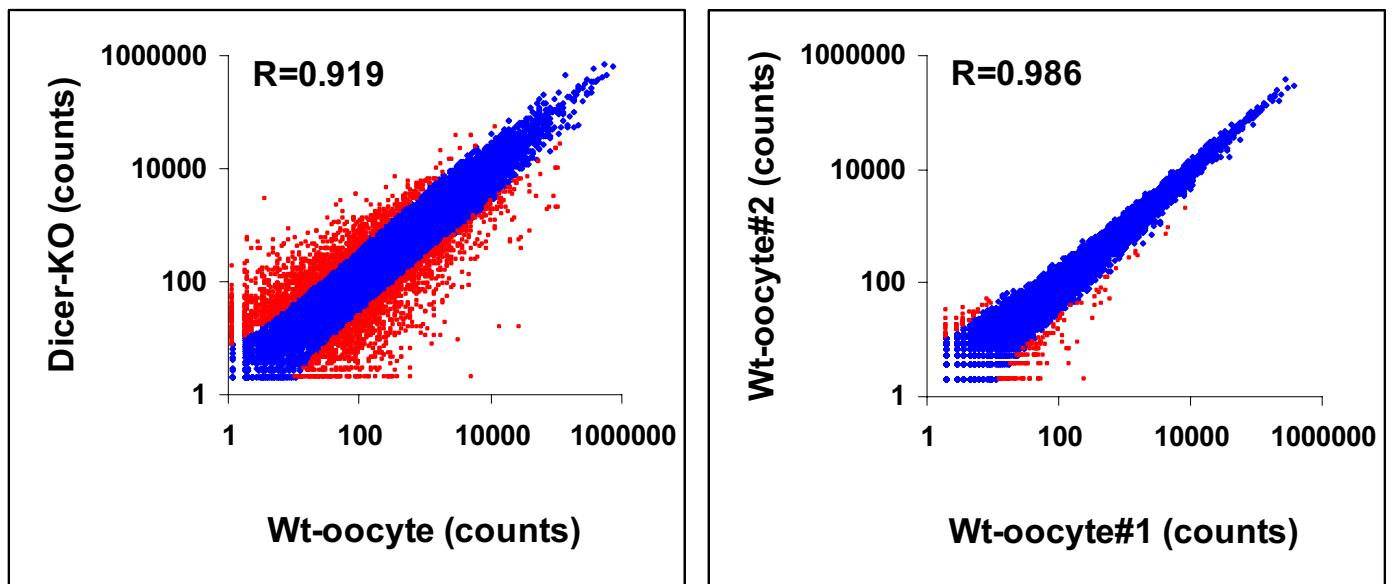 R=0.919
Dicer-KO (counts)
1000000
10000
100
1
1 100 10000 1000000
Wt-oocyte (counts)
R=0.986
Wt-oocyte#2 (counts)
1000000
10000
100
1
1 100 10000 1000000
Wt-oocyte#1 (counts)